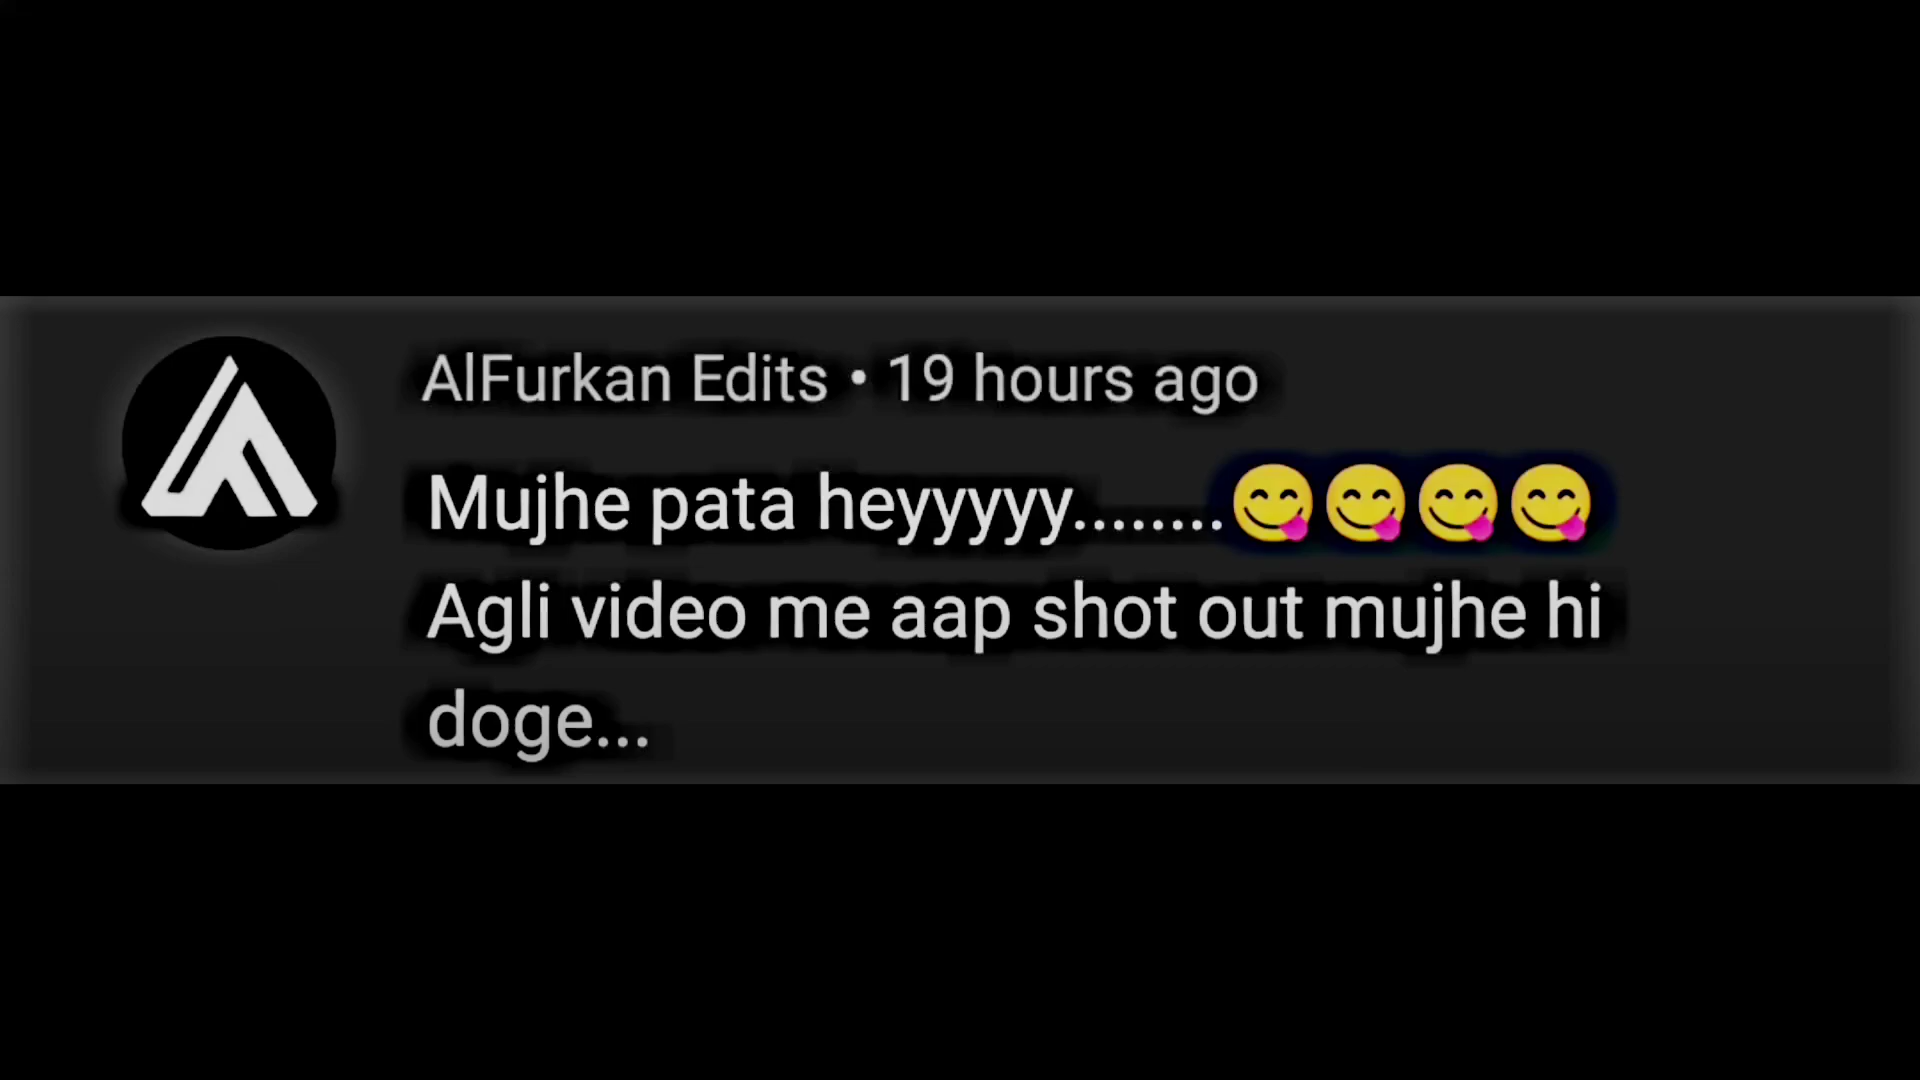 AlFurkan Edits • 19 hours ago
Mujhe pata heyyyyy........😋😋😋😋
Agli video me aap shot out mujhe hi
doge...